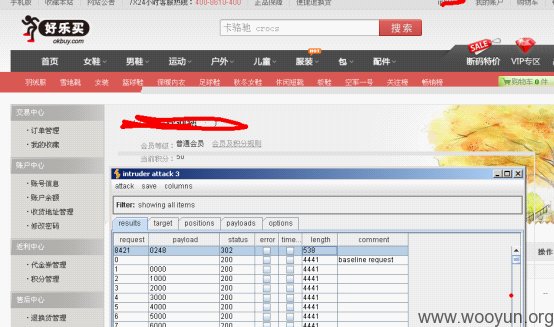 手机版 收藏本站 网站公告 7X24小时客服热线：400-8610-400 正品保障 便捷退换货 我的账户 购物车
好乐买
okbuy.com
卡骆驰 crocs
搜 索
首页 女鞋 男鞋 运动 户外 儿童 服装 包 配件
HOT
SALE
断码特价 VIP专区
羽绒服 雪地靴 女装 篮球鞋 保暖内衣 足球鞋 秋冬女鞋 休闲短靴 板鞋 空军一号 关注榜 畅销榜
购物车 0 件
交易中心
· 订单管理
· 我的收藏
账户中心
· 账号信息
· 账户余额
· 收货地址管理
· 修改密码
返利中心
· 代金券管理
· 积分管理
售后中心
· 退换货管理
会员等级：普通会员 会员及积分规则
当前积分：50
操作
intruder attack 3
attack save columns
Filter: showing all items
results target positions payloads options
request payload status error time... length comment
8421 0248 302 538
0 200 4441 baseline request
1 0000 200 4441
2 1000 200 4441
3 2000 200 4441
4 3000 200 4441
5 4000 200 4441
6 5000 200 4441
7 6000 200 4441
www.wooyun.org